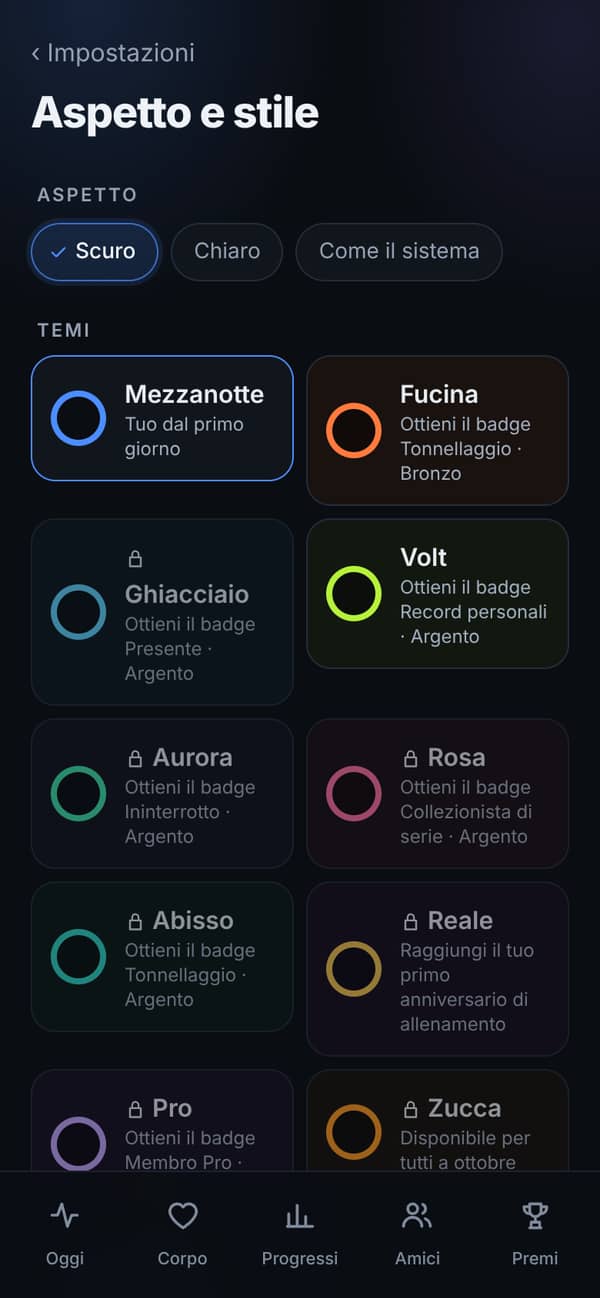 ‹ Impostazioni
Aspetto e stile
ASPETTO
Scuro
Chiaro
Come il sistema
TEMI
Mezzanotte
Tuo dal primo
giorno
Fucina
Ottieni il badge
Tonnellaggio ·
Bronzo
Ghiacciaio
Ottieni il badge
Presente ·
Argento
Volt
Ottieni il badge
Record personali
· Argento
Aurora
Ottieni il badge
Ininterrotto ·
Argento
Rosa
Ottieni il badge
Collezionista di
serie · Argento
Abisso
Ottieni il badge
Tonnellaggio ·
Argento
Reale
Raggiungi il tuo
primo
anniversario di
allenamento
Pro
Ottieni il badge
Membro Pro ·
Zucca
Disponibile per
tutti a ottobre
Oggi
Corpo
Progressi
Amici
Premi